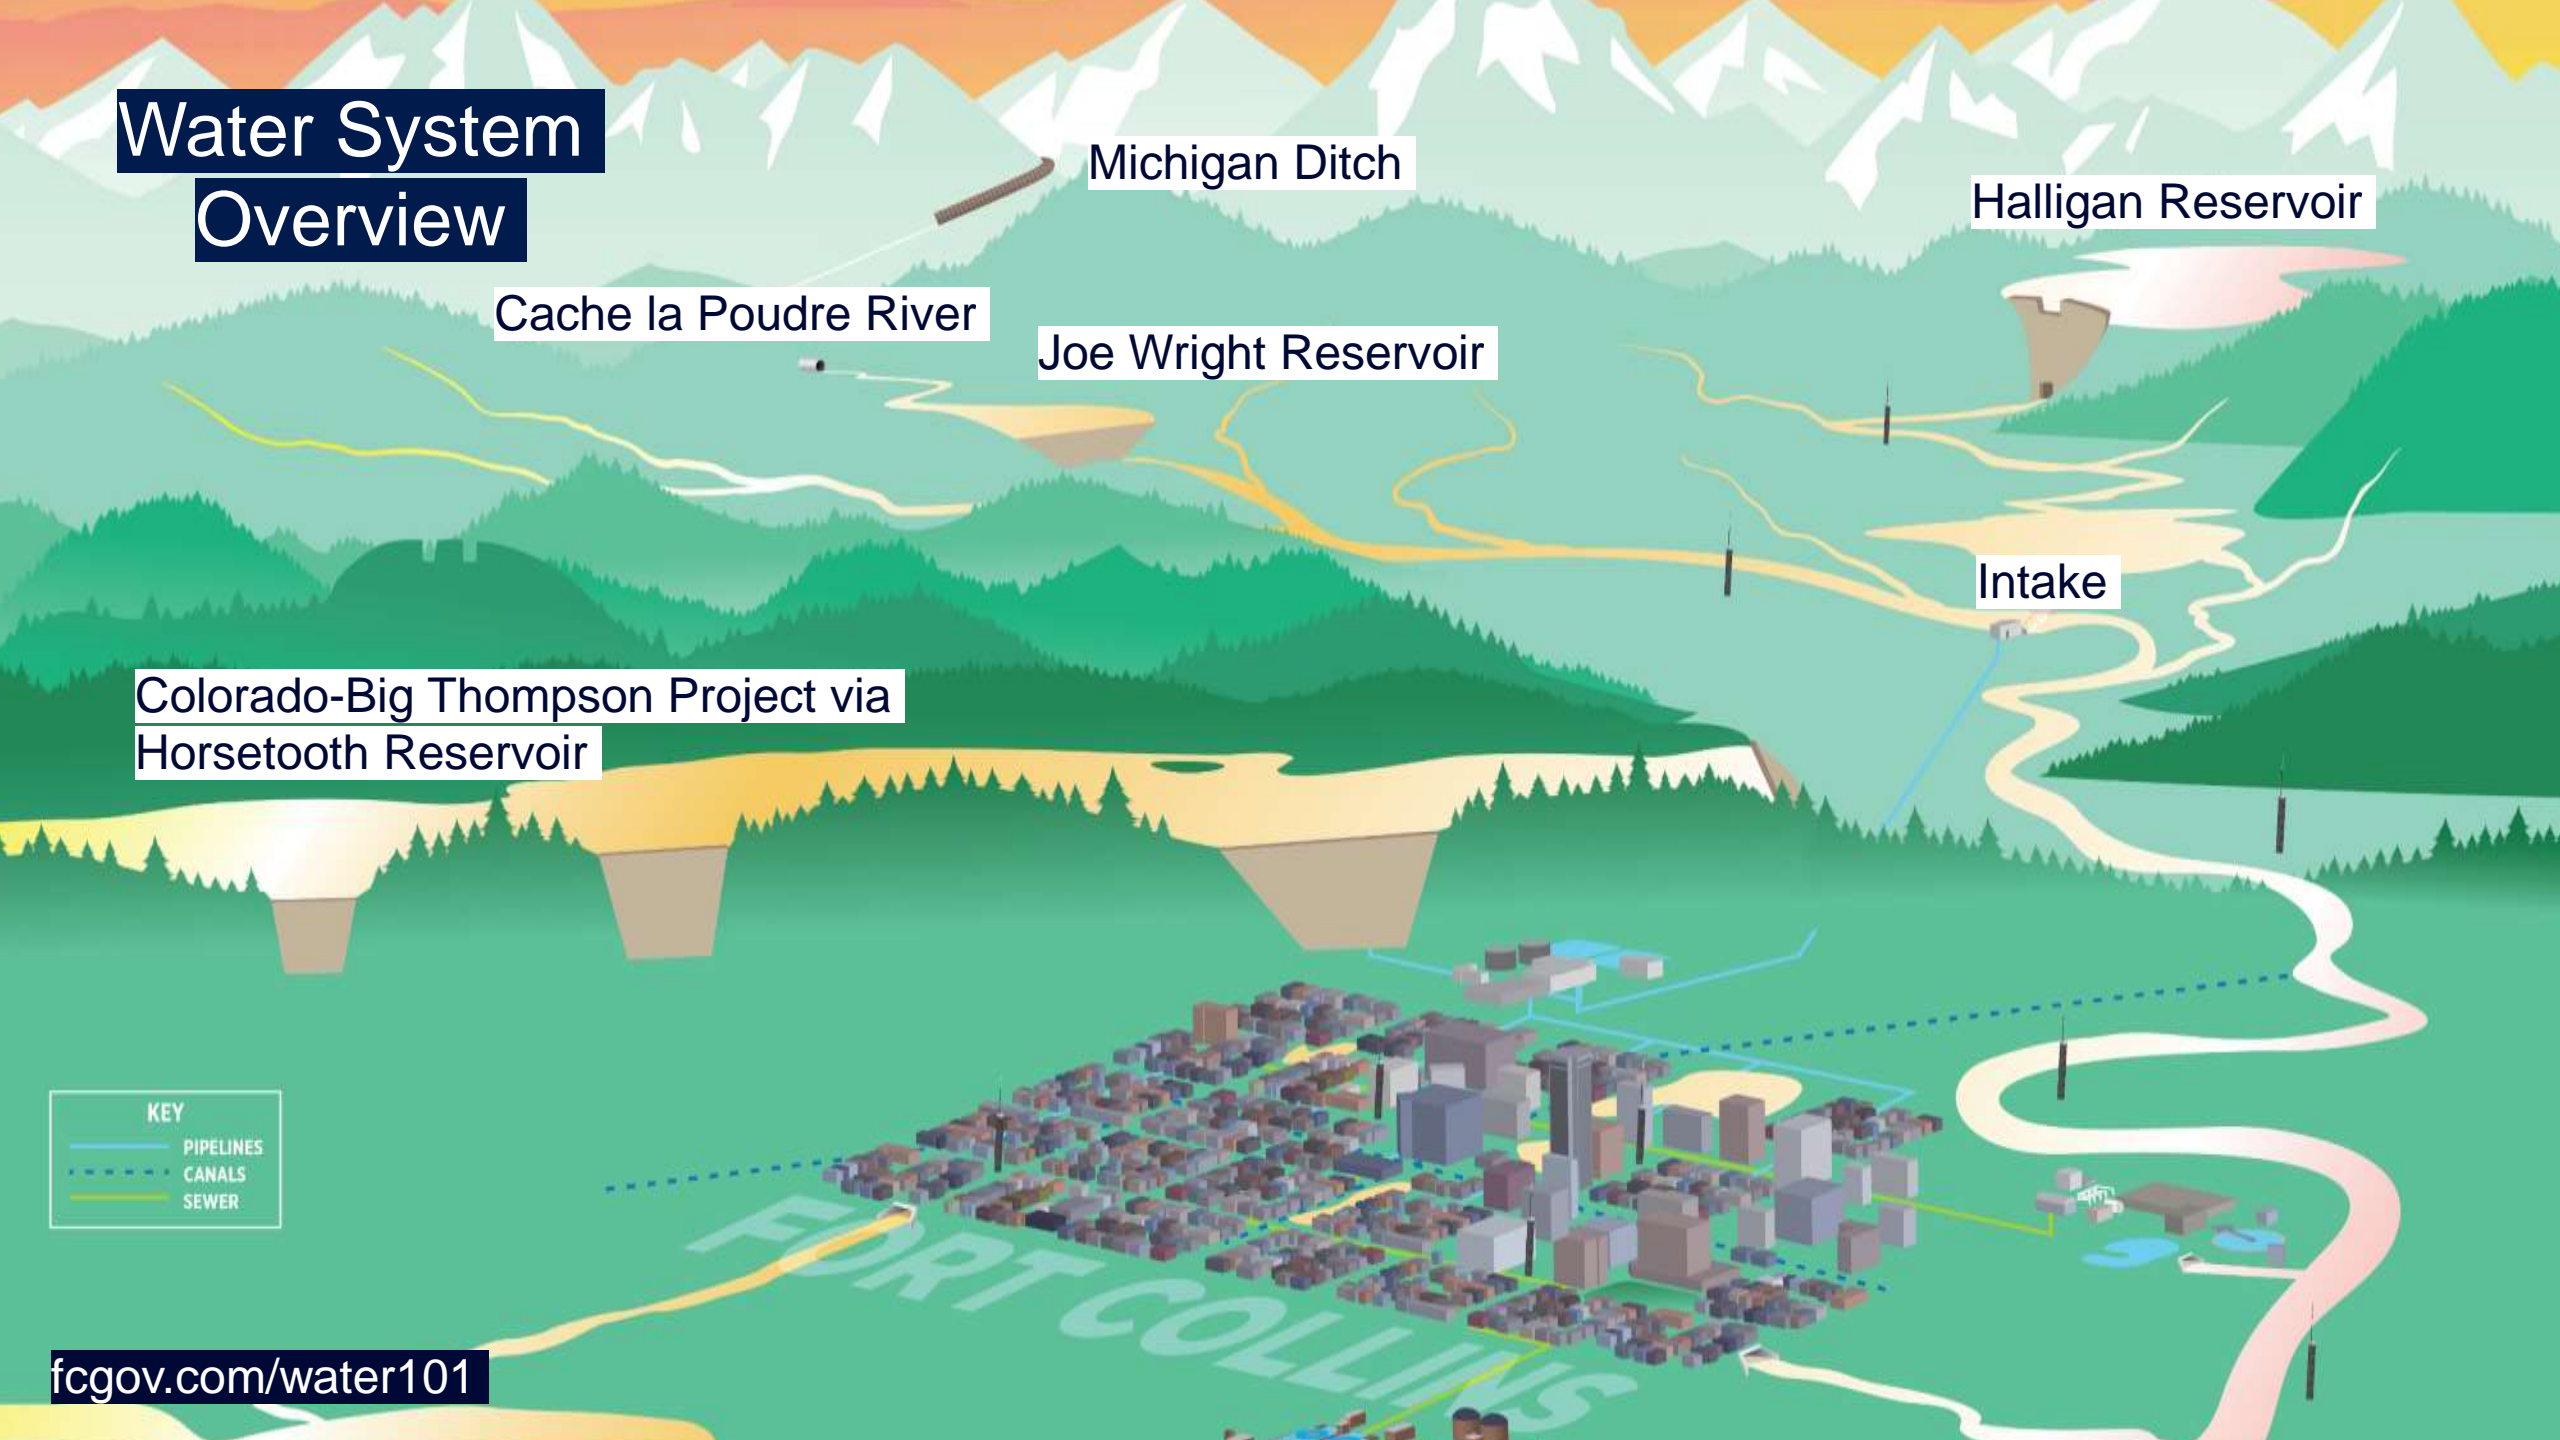 Water System
Overview
Michigan Ditch
Halligan Reservoir
Cache la Poudre River
Joe Wright Reservoir
Intake
Colorado-Big Thompson Project via
Horsetooth Reservoir
KEY
PIPELINES
CANALS
SEWER
FORT COLLINS
fcgov.com/water101